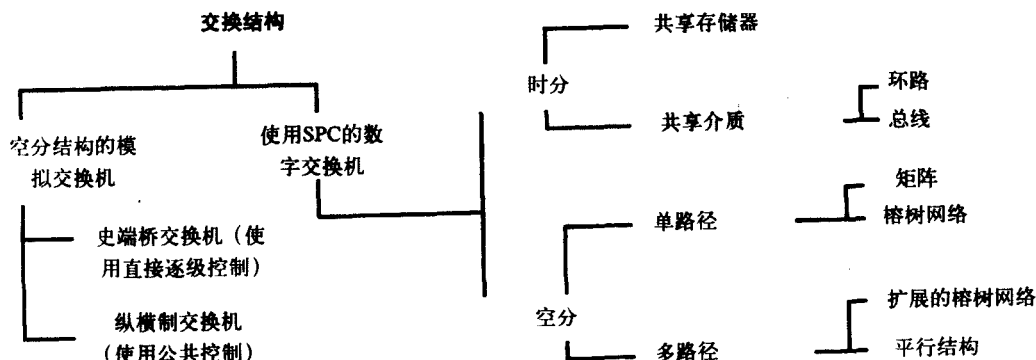 交换结构
空分结构的模
拟交换机
使用SPC的数
字交换机
史端桥交换机（使
用直接逐级控制）
纵横制交换机
（使用公共控制）
时分
共享存储器
共享介质
环路
总线
空分
单路径
矩阵
榕树网络
多路径
扩展的榕树网络
平行结构